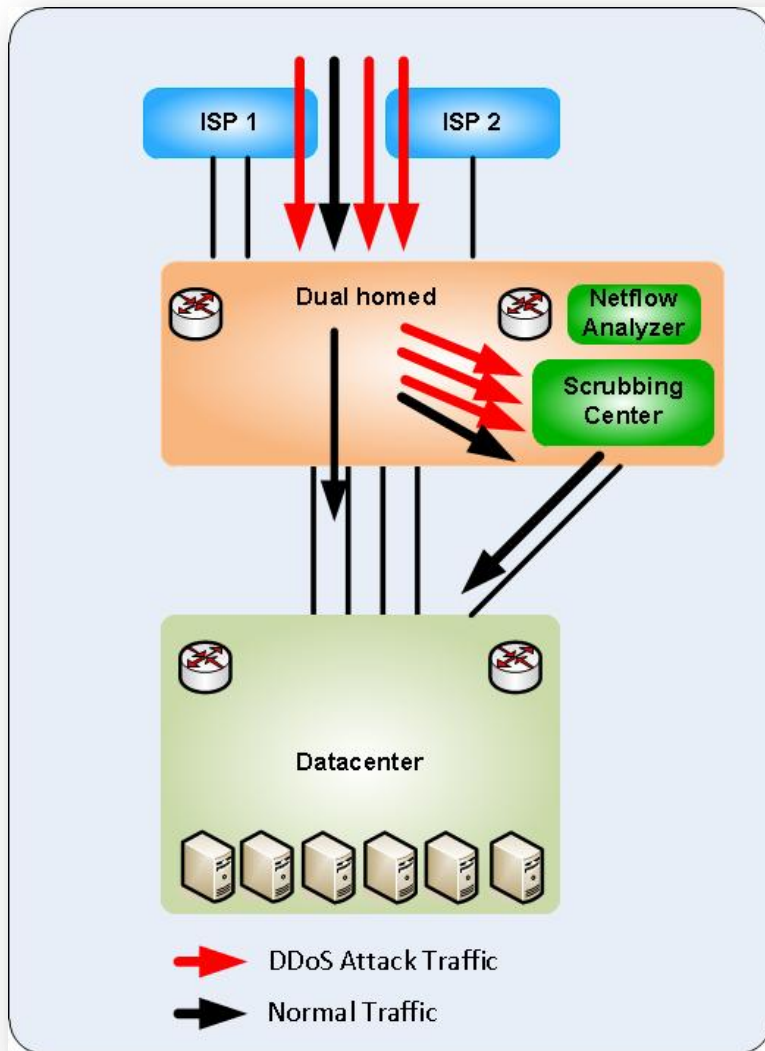 ISP 1
ISP 2
Dual homed
Netflow
Analyzer
Scrubbing
Center
Datacenter
DDoS Attack Traffic
Normal Traffic